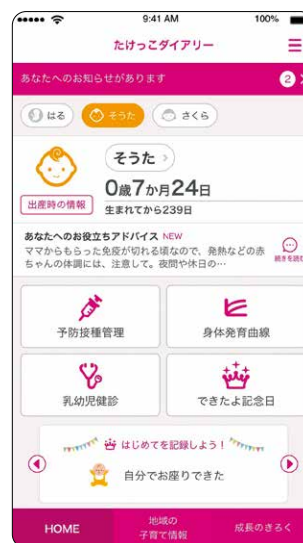 9:41 AM
100%
たけっこダイアリー
あなたへのお知らせがあります
2
はる
そうた
さくら
そうた
0歳7か月24日
出産時の情報
生まれてから239日
あなたへのお役立ちアドバイス NEW
ママからもらった免疫が切れる頃なので、発熱などの赤
ちゃんの体調には、注意して。夜間や休日の…
続きを読む
予防接種管理
身体発育曲線
乳幼児健診
できたよ記念日
はじめてを記録しよう！
自分でお座りできた
HOME
地域の
子育て情報
成長のきろく